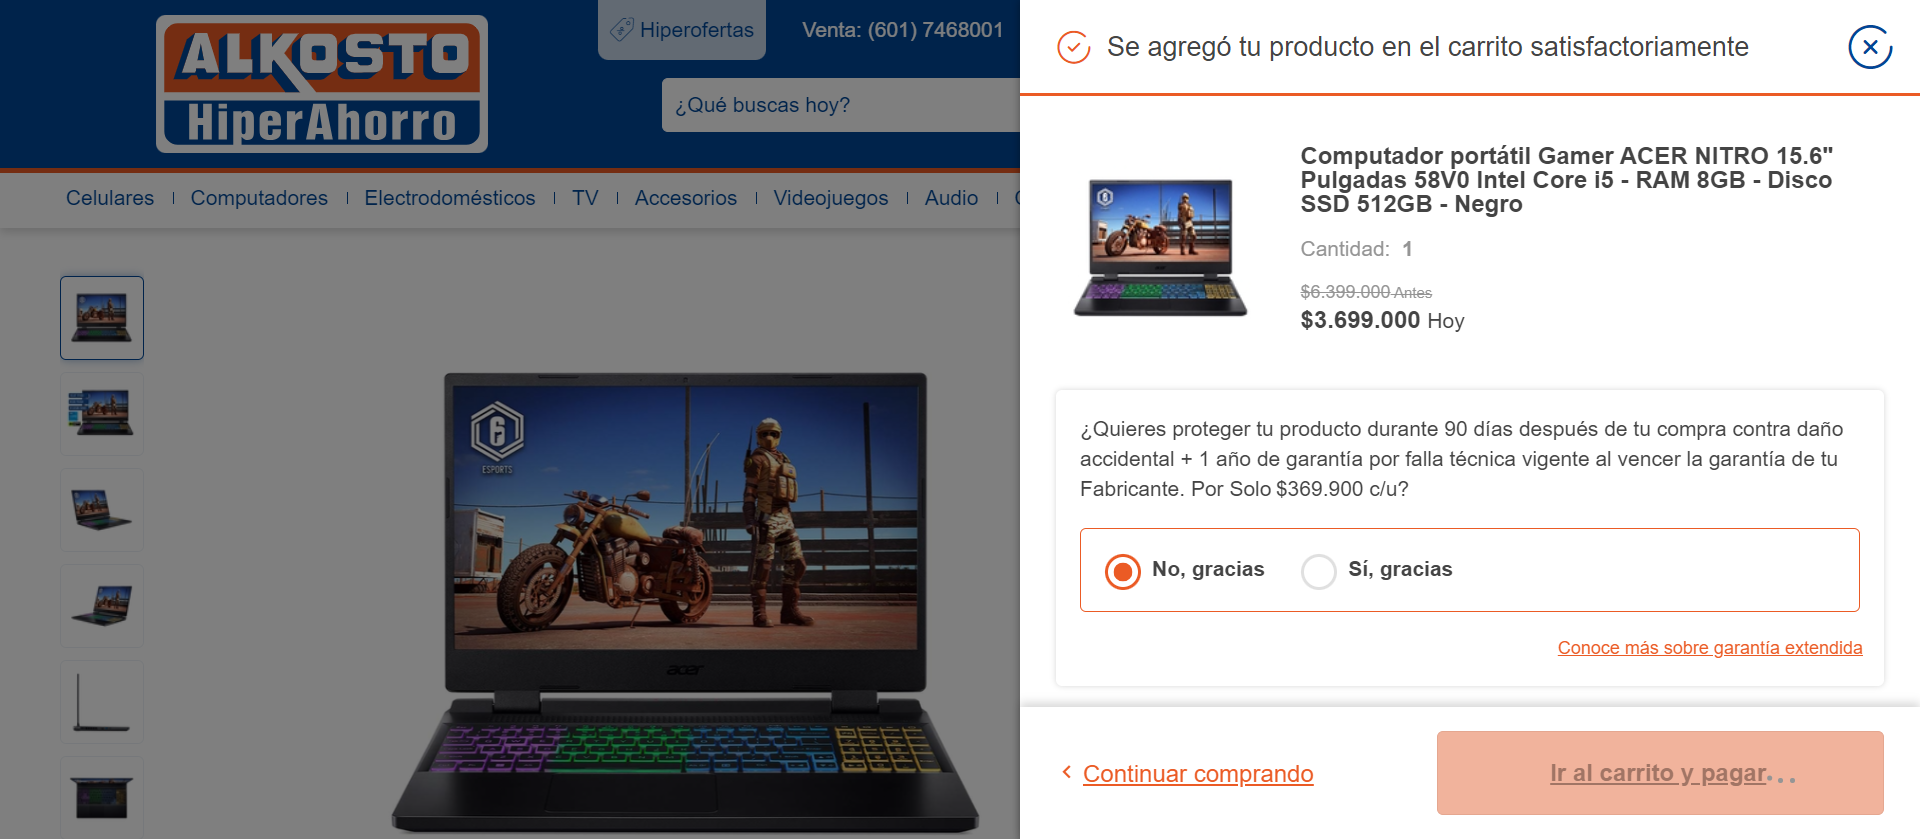 ALKOSTO
HiperAhorro
Hiperofertas
Venta: (601) 7468001
¿Qué buscas hoy?
Celulares
Computadores
Electrodomésticos
TV
Accesorios
Videojuegos
Audio
6
ESPORTS
acer
Se agregó tu producto en el carrito satisfactoriamente
Computador portátil Gamer ACER NITRO 15.6"
Pulgadas 58V0 Intel Core i5 - RAM 8GB - Disco
SSD 512GB - Negro
Cantidad: 1
$6.399.000 Antes
$3.699.000 Hoy
¿Quieres proteger tu producto durante 90 días después de tu compra contra daño
accidental + 1 año de garantía por falla técnica vigente al vencer la garantía de tu
Fabricante. Por Solo $369.900 c/u?
No, gracias
Sí, gracias
Conoce más sobre garantía extendida
Continuar comprando
Ir al carrito y pagar...